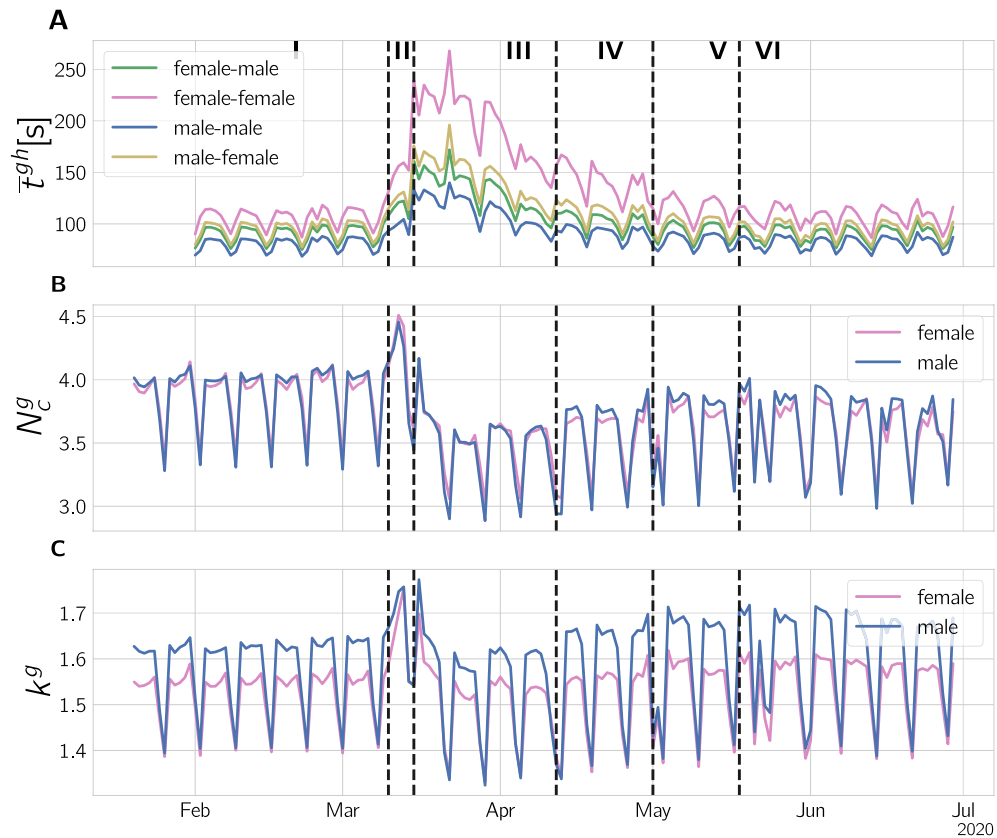 A
I II III IV V VI
250
200
150
100
t̄^gh[s]
female-male
female-female
male-male
male-female
B
4.5
4.0
3.5
3.0
N_c^g
female
male
C
1.7
1.6
1.5
1.4
k^g
female
male
Feb Mar Apr May Jun Jul
2020